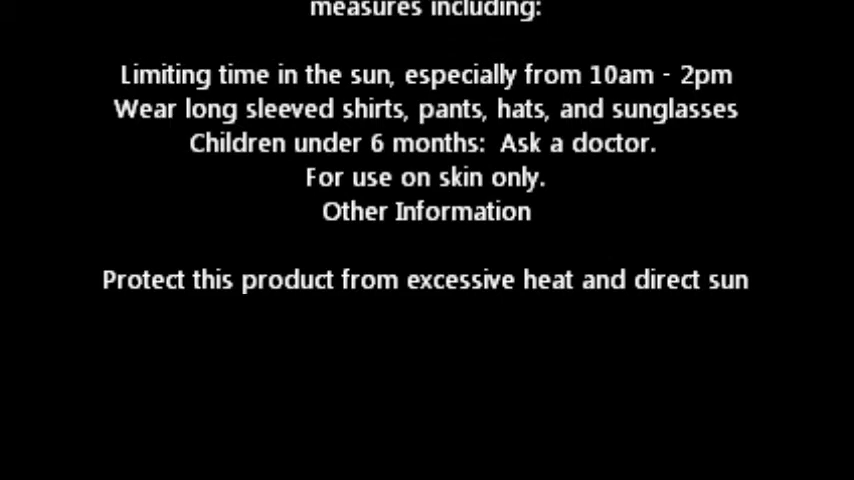 measures including:
Limiting time in the sun, especially from 10am - 2pm
Wear long sleeved shirts, pants, hats, and sunglasses
Children under 6 months:  Ask a doctor.
For use on skin only.
Other Information
Protect this product from excessive heat and direct sun